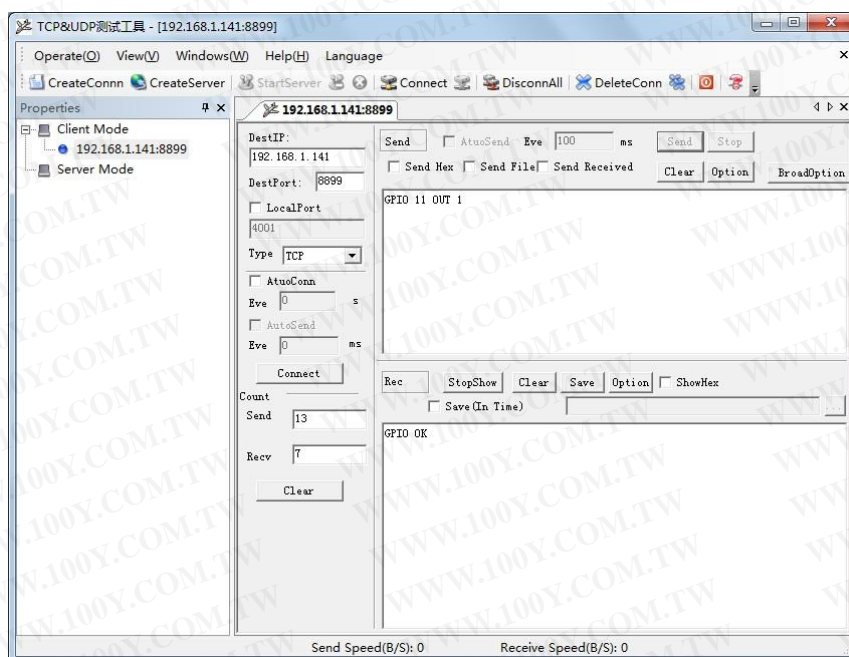 TCP&UDP测试工具 - [192.168.1.141:8899]
Operate(O) View(V) Windows(W) Help(H) Language
CreateConnn CreateServer StartServer Connect DisconnAll DeleteConn
Properties
Client Mode
192.168.1.141:8899
Server Mode
192.168.1.141:8899
DestIP:
192.168.1.141
DestPort: 8899
LocalPort
4001
Type TCP
AtuoConn
Eve 0 s
AutoSend
Eve 0 ms
Connect
Count
Send 13
Recv 7
Clear
Send AtuoSend Eve 100 ms Send Stop
Send Hex Send File Send Received Clear Option BroadOption
GPIO 11 OUT 1
Rec StopShow Clear Save Option ShowHex
Save(In Time) ...
GPIO OK
Send Speed(B/S): 0 Receive Speed(B/S): 0
WWW.100Y.COM.TW